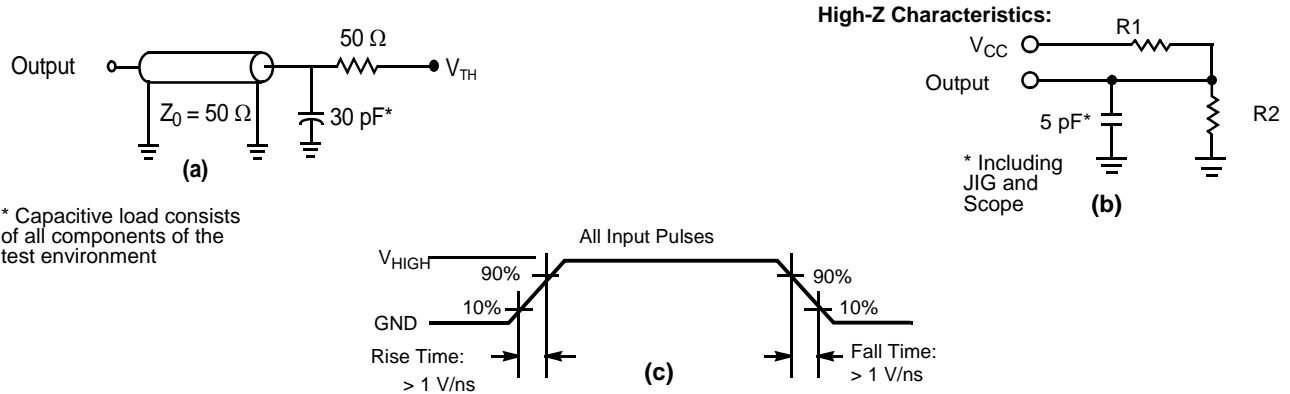 High-Z Characteristics:
50 Ω
Output
V_TH
Z_0 = 50 Ω
30 pF*
(a)
* Capacitive load consists
of all components of the
test environment
R1
V_CC
Output
5 pF*
R2
* Including
JIG and
Scope
(b)
All Input Pulses
V_HIGH
90%
90%
10%
10%
GND
Rise Time:
> 1 V/ns
(c)
Fall Time:
> 1 V/ns